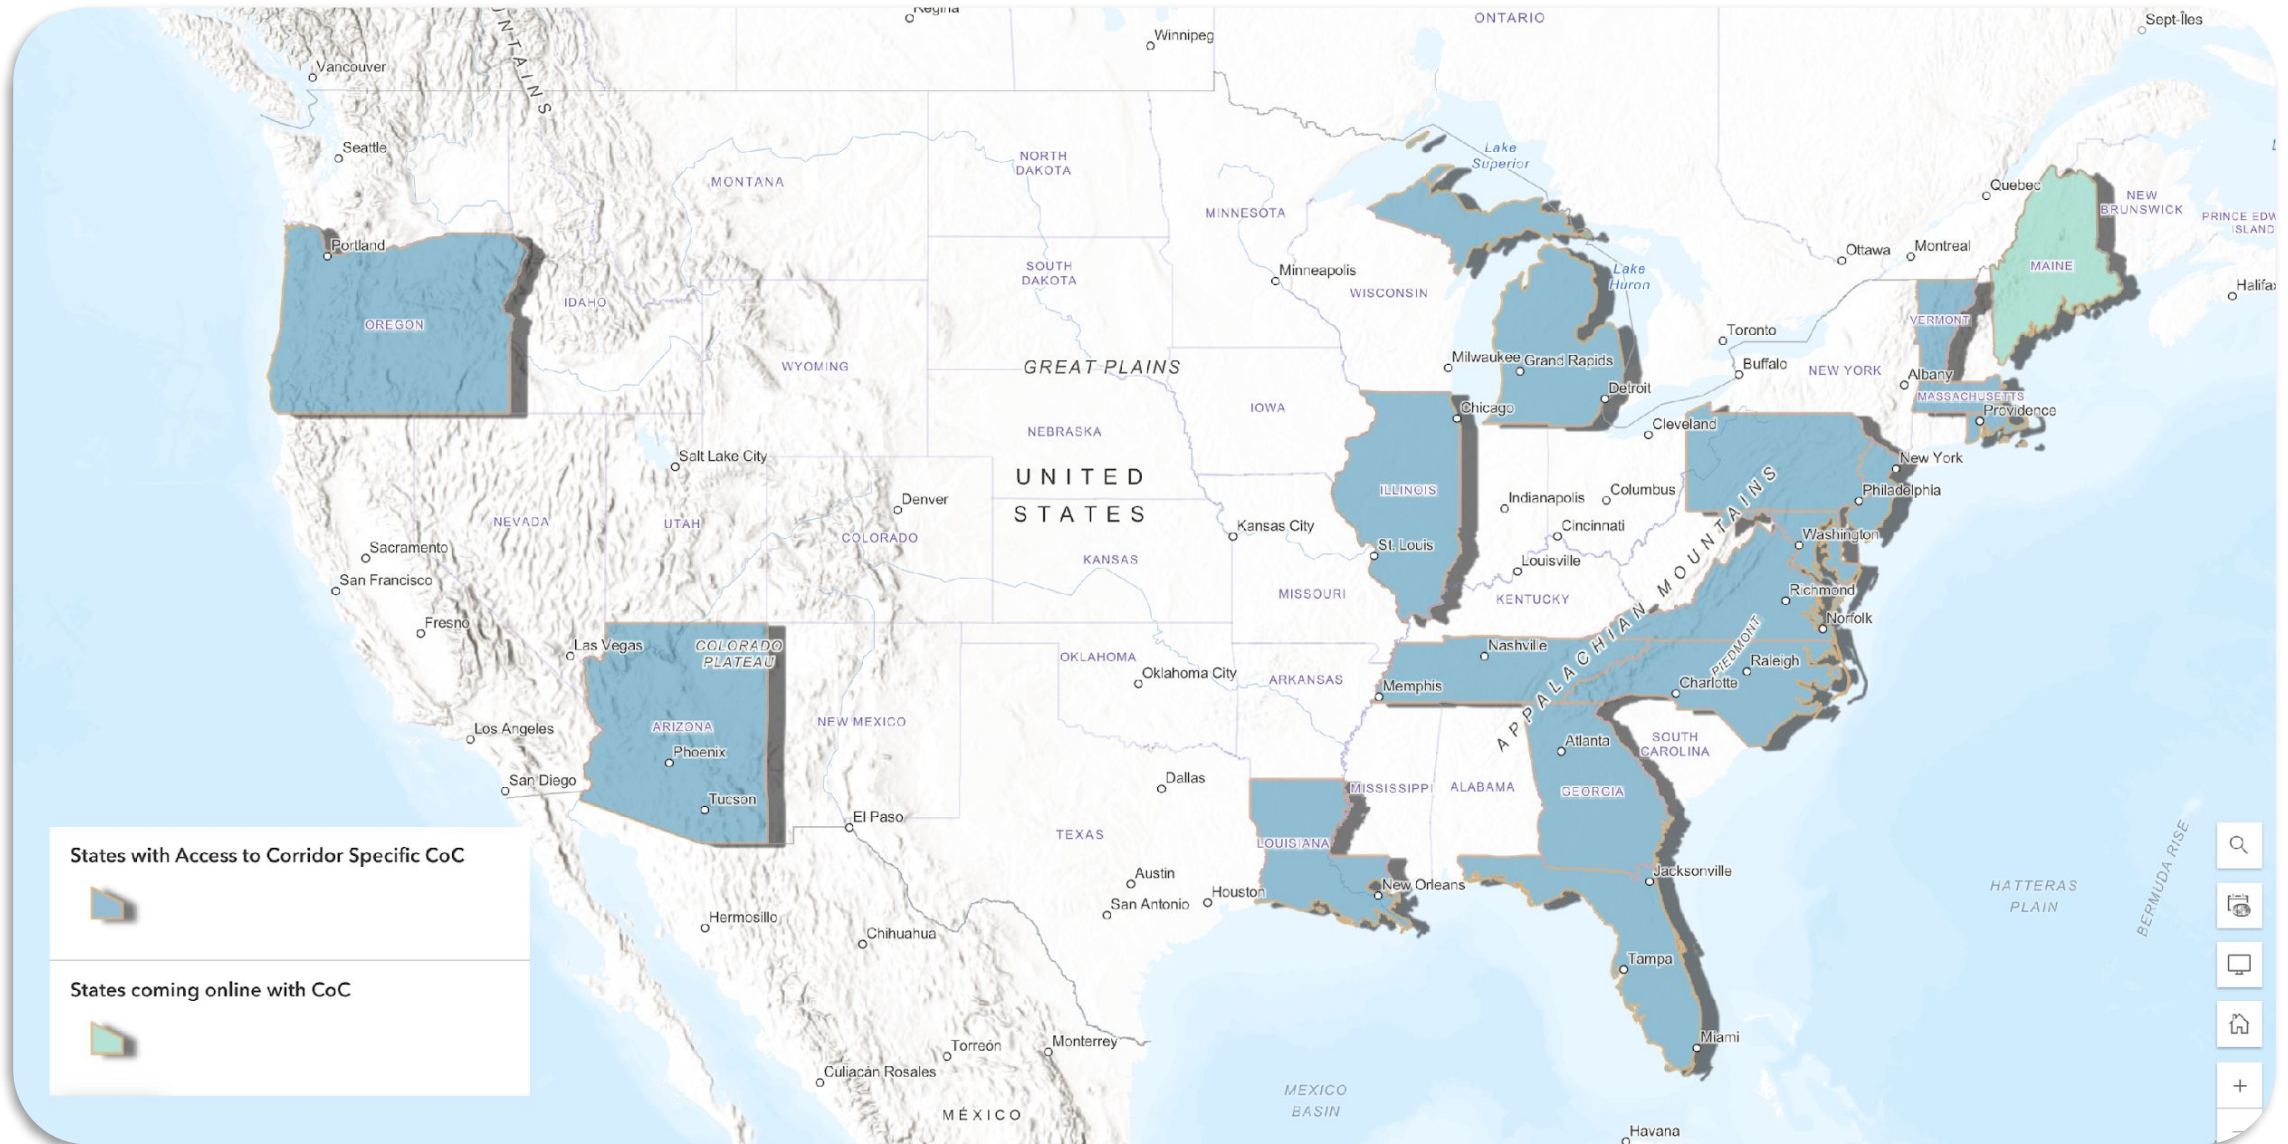 Regina
ONTARIO
Sept-Îles
Winnipeg
Vancouver
NTAINS
Seattle
NORTH
DAKOTA
MONTANA
MINNESOTA
Lake
Superior
Quebec
NEW
BRUNSWICK
PRINCE EDW
ISLAND
Portland
Ottawa
Montreal
MAINE
SOUTH
DAKOTA
Minneapolis
WISCONSIN
Lake
Huron
Halifax
IDAHO
OREGON
VERMONT
Toronto
WYOMING
GREAT PLAINS
Milwaukee
Grand Rapids
Buffalo
NEW YORK
Albany
Detroit
MASSACHUSETTS
IOWA
Chicago
Providence
NEBRASKA
Cleveland
Salt Lake City
New York
UNITED
STATES
Denver
ILLINOIS
Indianapolis
Columbus
Philadelphia
NEVADA
UTAH
COLORADO
Kansas City
Cincinnati
Washington
Sacramento
St. Louis
KANSAS
Louisville
San Francisco
MISSOURI
KENTUCKY
APPALACHIAN MOUNTAINS
Richmond
Fresno
Norfolk
Las Vegas
COLORADO
PLATEAU
Nashville
PIEDMONT
OKLAHOMA
Oklahoma City
ARKANSAS
Memphis
Raleigh
Charlotte
Los Angeles
ARIZONA
NEW MEXICO
Phoenix
Atlanta
SOUTH
CAROLINA
San Diego
Dallas
MISSISSIPPI
ALABAMA
GEORGIA
Tucson
El Paso
TEXAS
LOUISIANA
States with Access to Corridor Specific CoC
Austin
Houston
New Orleans
Jacksonville
San Antonio
HATTERAS
PLAIN
BERMUDA RISE
Hermosillo
Chihuahua
Tampa
States coming online with CoC
Torreón
Monterrey
Miami
Culiacán Rosales
MÉXICO
MEXICO
BASIN
Havana